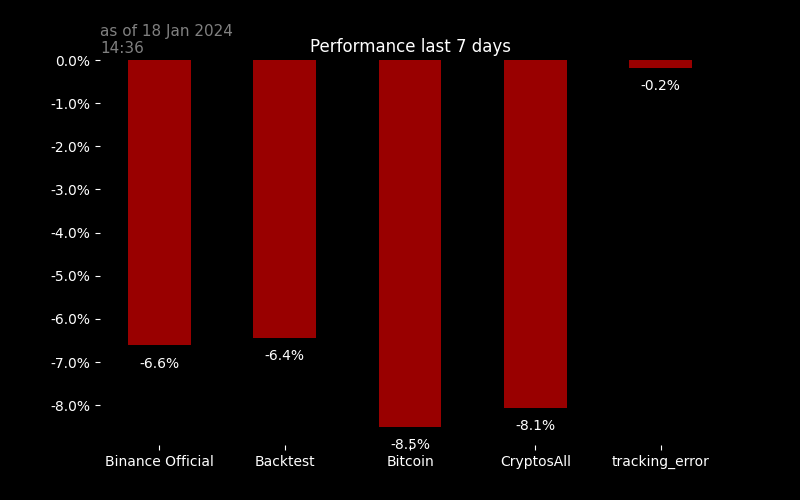 as of 18 Jan 2024
14:36
Performance last 7 days
0.0%
-1.0%
-2.0%
-3.0%
-4.0%
-5.0%
-6.0%
-7.0%
-8.0%
-6.6%
-6.4%
-8.5%
-8.1%
-0.2%
Binance Official
Backtest
Bitcoin
CryptosAll
tracking_error